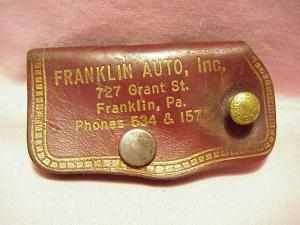 FRANKLIN AUTO, Inc.
727 Grant St.
Franklin, Pa.
Phones 534 & 157